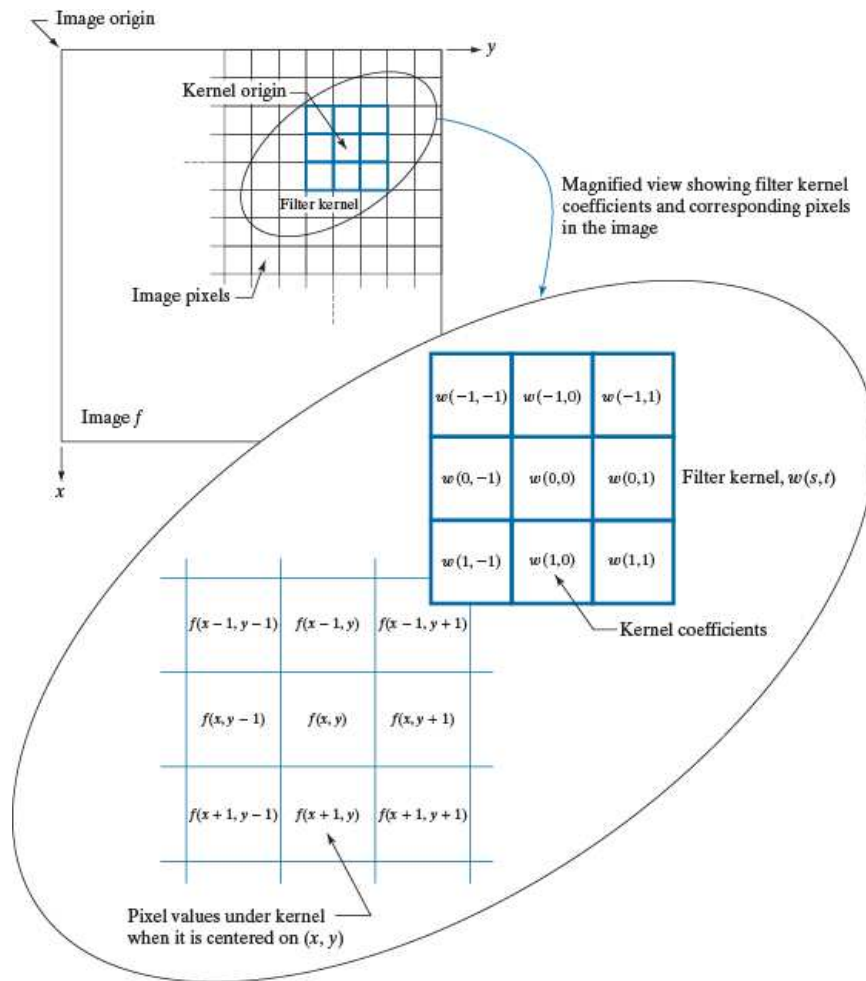 Image origin
y
Kernel origin
Filter kernel
Magnified view showing filter kernel
coefficients and corresponding pixels
in the image
Image pixels
Image f
x
w(−1,−1) w(−1,0) w(−1,1)
w(0,−1) w(0,0) w(0,1) Filter kernel, w(s,t)
w(1,−1) w(1,0) w(1,1)
Kernel coefficients
f(x − 1, y − 1) f(x − 1, y) f(x − 1, y + 1)
f(x, y − 1) f(x, y) f(x, y + 1)
f(x + 1, y − 1) f(x + 1, y) f(x + 1, y + 1)
Pixel values under kernel
when it is centered on (x, y)